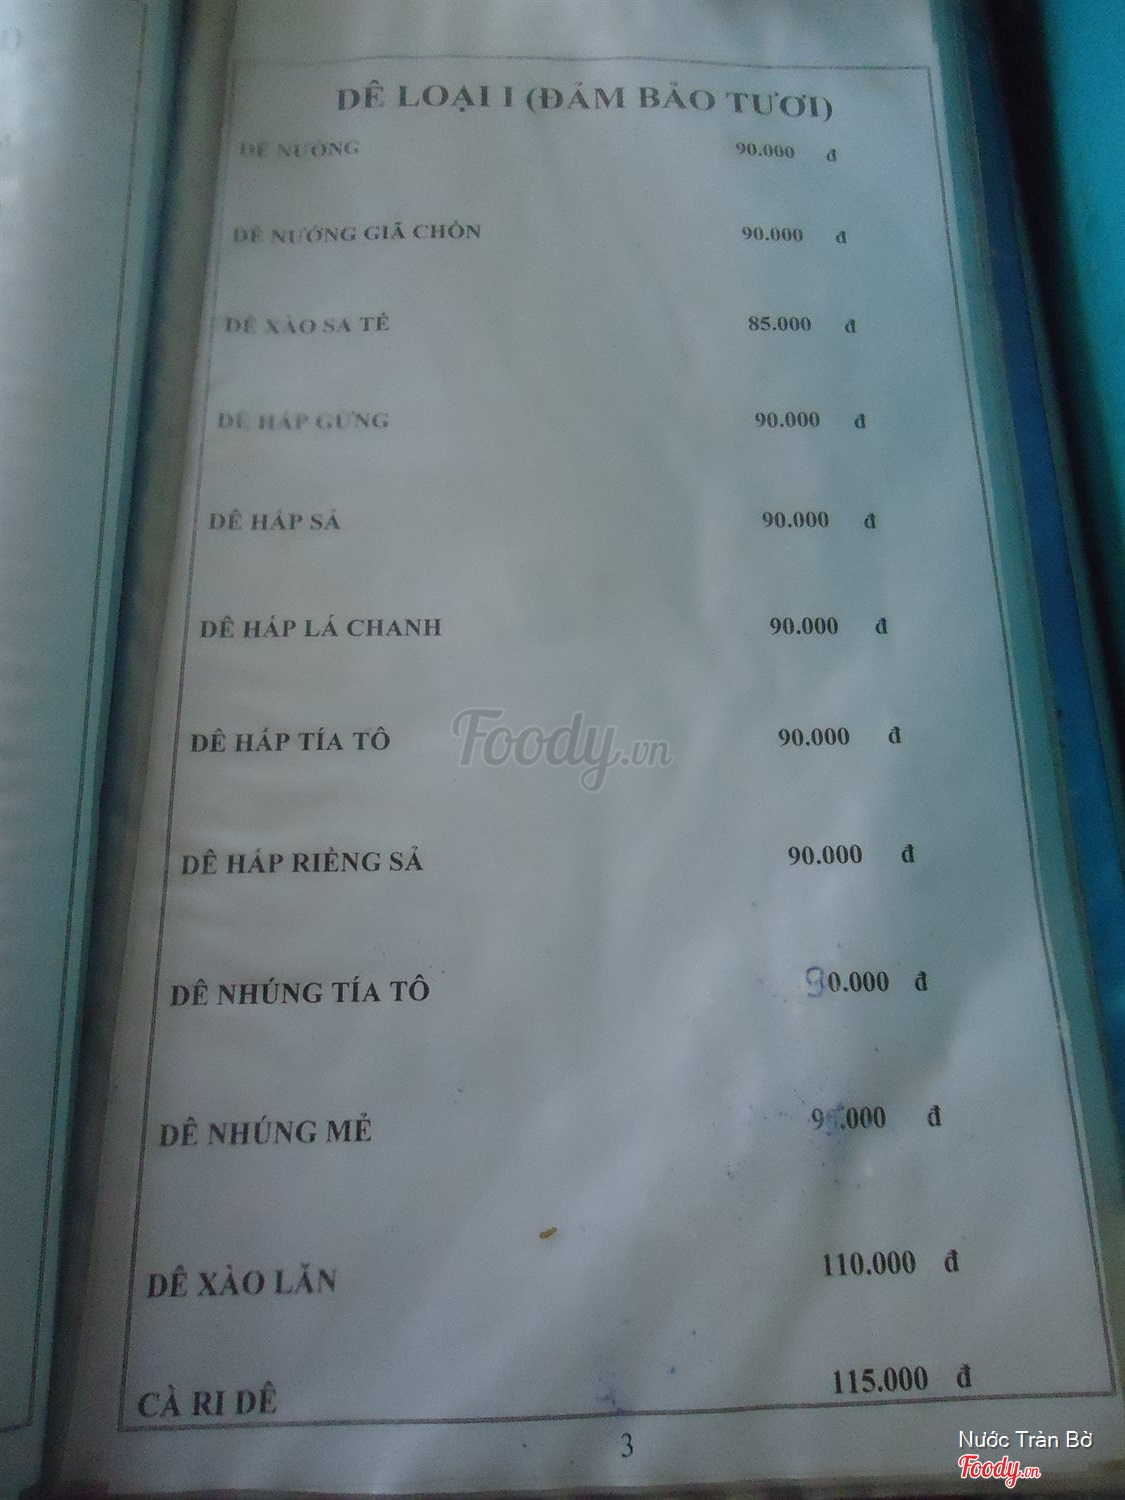 DÊ LOẠI I (ĐẢM BẢO TƯƠI)
DÊ NƯỚNG 90.000 đ
DÊ NƯỚNG GIÃ CHỒN 90.000 đ
DÊ XÀO SA TẾ 85.000 đ
DÊ HẤP GỪNG 90.000 đ
DÊ HẤP SẢ 90.000 đ
DÊ HẤP LÁ CHANH 90.000 đ
DÊ HẤP TÍA TÔ 90.000 đ
Foody.vn
DÊ HẤP RIỀNG SẢ 90.000 đ
DÊ NHÚNG TÍA TÔ 90.000 đ
DÊ NHÚNG MẺ đ
DÊ XÀO LĂN 110.000 đ
CÀ RI DÊ 115.000 đ
3
Nước Tràn Bờ
Foody.vn